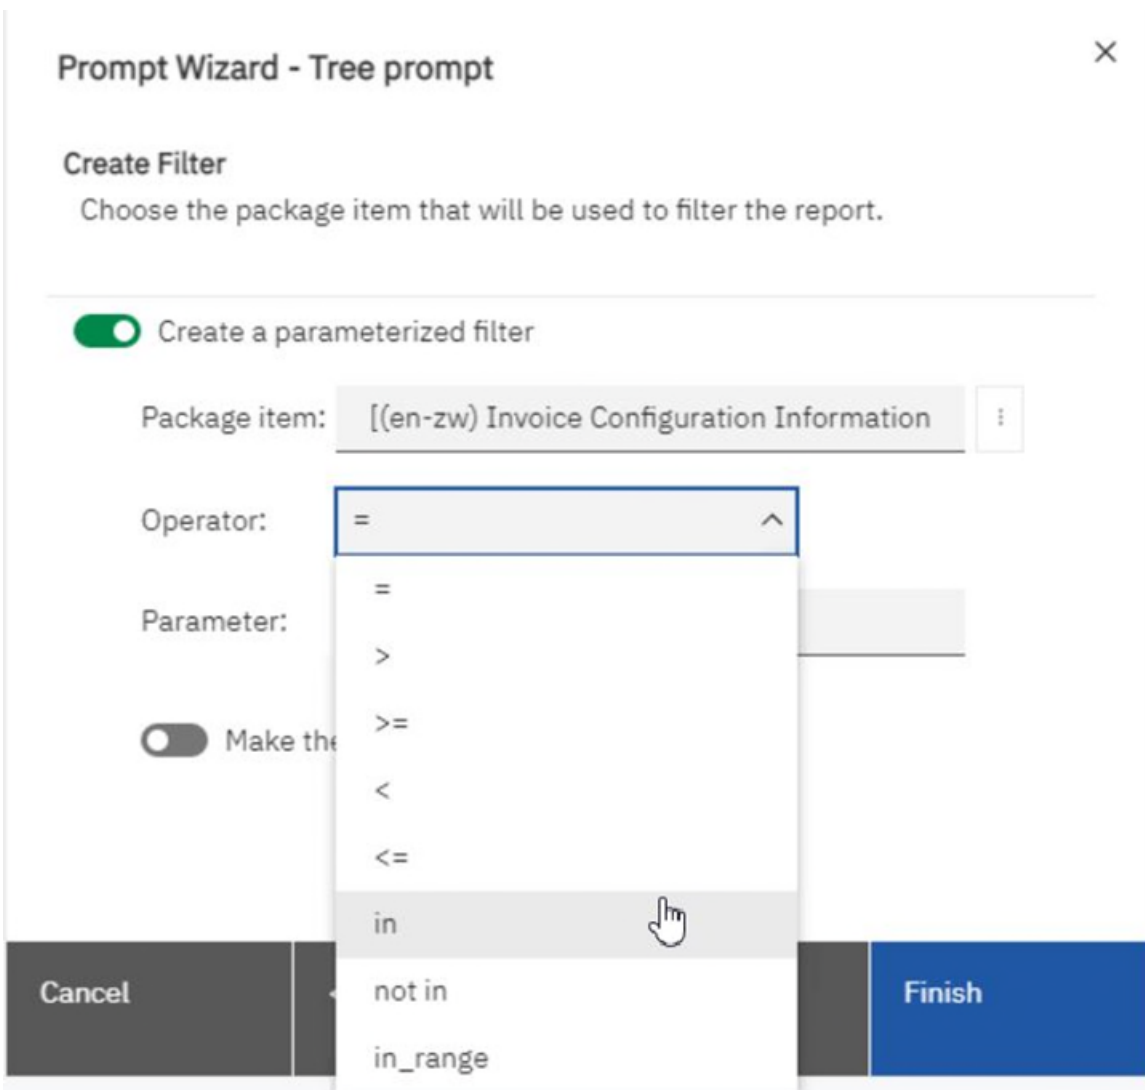 Prompt Wizard - Tree prompt
Create Filter
Choose the package item that will be used to filter the report.
Create a parameterized filter
Package item: [(en-zw) Invoice Configuration Information
Operator: =
=
Parameter:
>
>=
Make the
<
<=
in
Cancel
Finish
not in
in_range